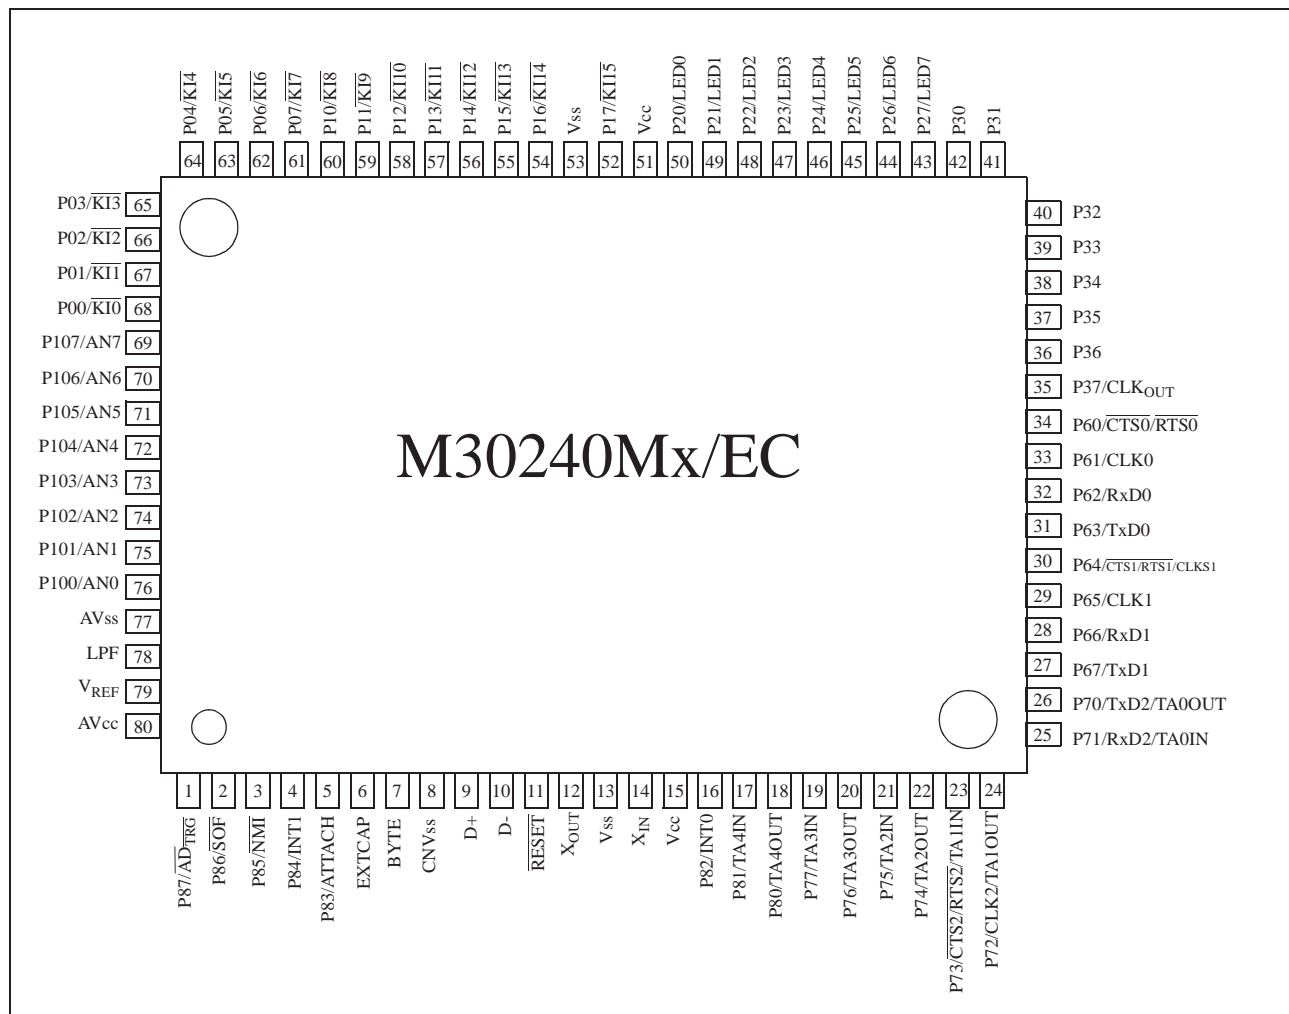 P04/KI4
P05/KI5
P06/KI6
P07/KI7
P10/KI8
P11/KI9
P12/KI10
P13/KI11
P14/KI12
P15/KI13
P16/KI14
Vss
P17/KI15
Vcc
P20/LED0
P21/LED1
P22/LED2
P23/LED3
P24/LED4
P25/LED5
P26/LED6
P27/LED7
P30
P31
64 63 62 61 60 59 58 57 56 55 54 53 52 51 50 49 48 47 46 45 44 43 42 41
P03/KI3 65
P02/KI2 66
P01/KI1 67
P00/KI0 68
P107/AN7 69
P106/AN6 70
P105/AN5 71
P104/AN4 72
P103/AN3 73
P102/AN2 74
P101/AN1 75
P100/AN0 76
AVss 77
LPF 78
VREF 79
AVcc 80
M30240Mx/EC
40 P32
39 P33
38 P34
37 P35
36 P36
35 P37/CLKOUT
34 P60/CTS0/RTS0
33 P61/CLK0
32 P62/RxD0
31 P63/TxD0
30 P64/CTS1/RTS1/CLKS1
29 P65/CLK1
28 P66/RxD1
27 P67/TxD1
26 P70/TxD2/TA0OUT
25 P71/RxD2/TA0IN
1 2 3 4 5 6 7 8 9 10 11 12 13 14 15 16 17 18 19 20 21 22 23 24
P87/ADTRG
P86/SOF
P85/NMI
P84/INT1
P83/ATTACH
EXTCAP
BYTE
CNVss
D+
D-
RESET
XOUT
Vss
XIN
Vcc
P82/INT0
P81/TA4IN
P80/TA4OUT
P77/TA3IN
P76/TA3OUT
P75/TA2IN
P74/TA2OUT
P73/CTS2/RTS2/TA1IN
P72/CLK2/TA1OUT